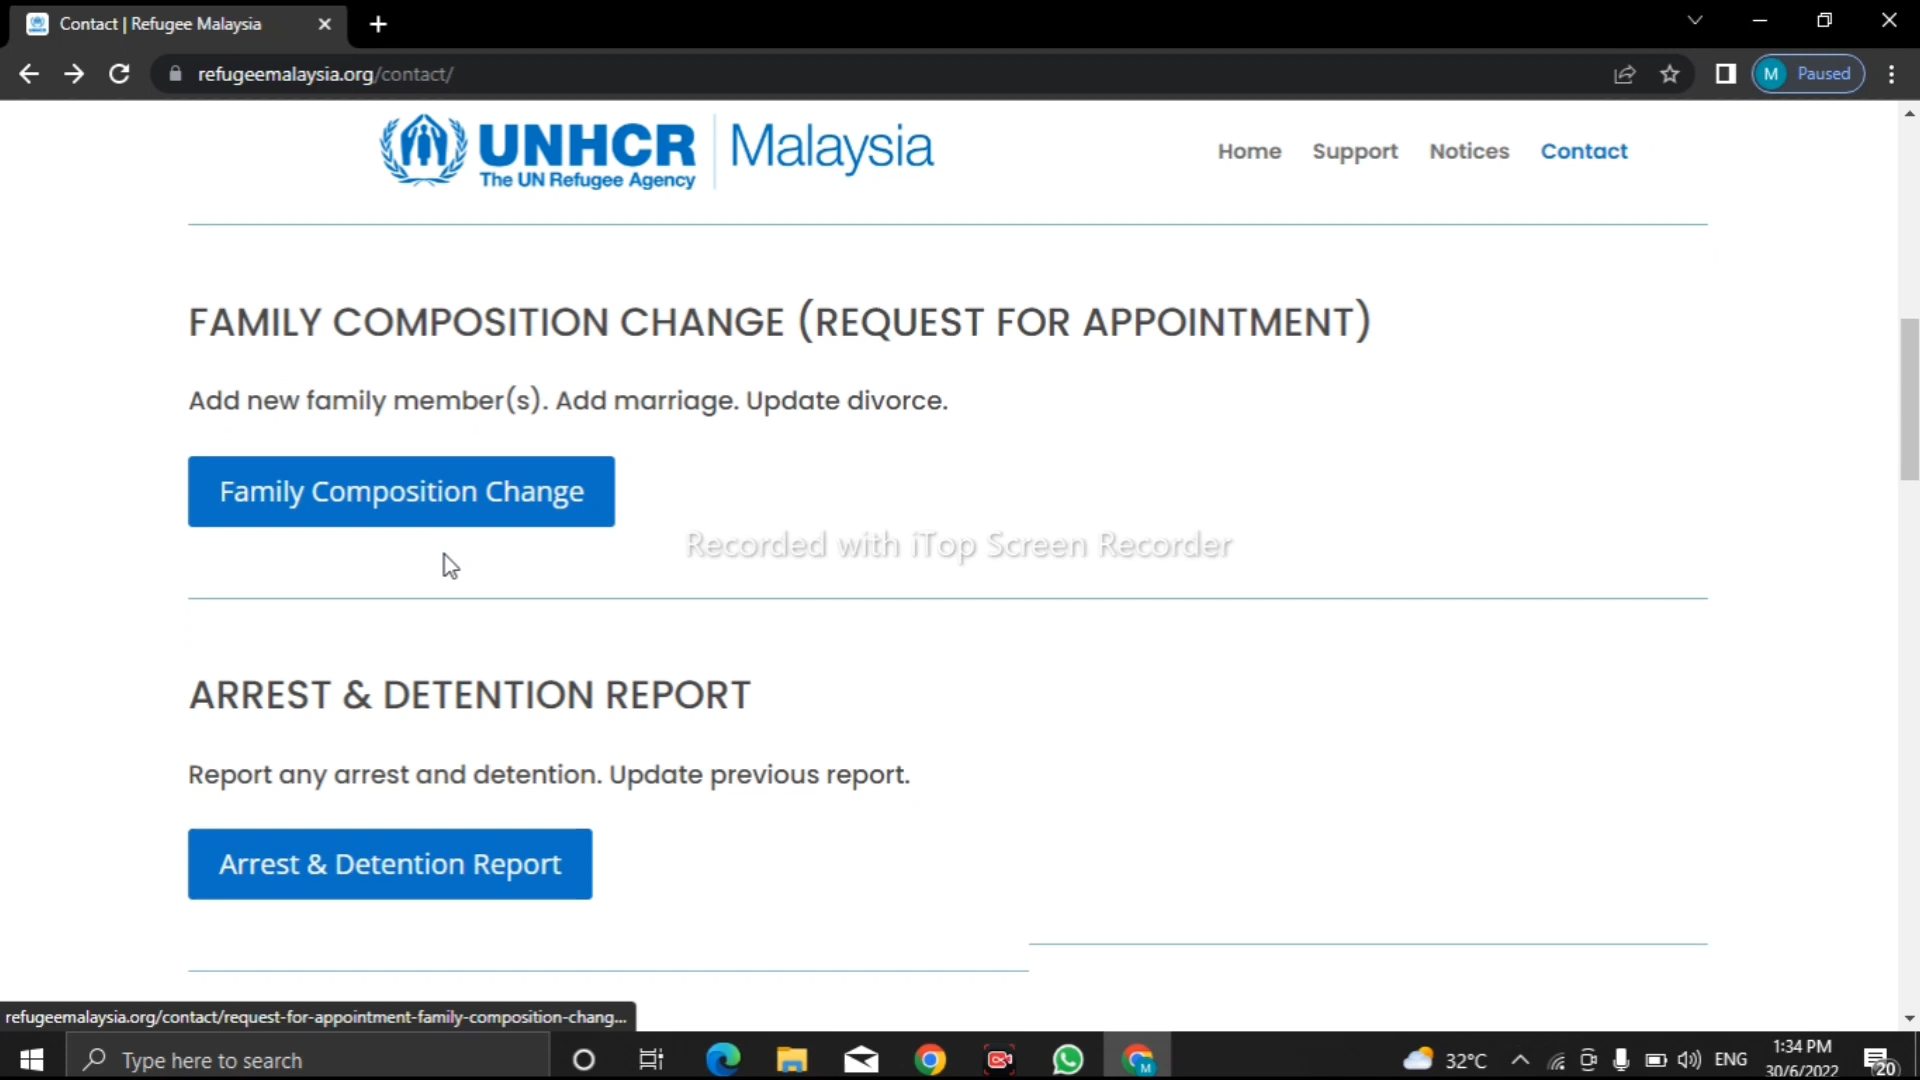 Contact | Refugee Malaysia
refugeemalaysia.org/contact/
M Paused
UNHCR
The UN Refugee Agency
Malaysia
Home Support Notices Contact
FAMILY COMPOSITION CHANGE (REQUEST FOR APPOINTMENT)
Add new family member(s). Add marriage. Update divorce.
Family Composition Change
Recorded with iTop Screen Recorder
ARREST & DETENTION REPORT
Report any arrest and detention. Update previous report.
Arrest & Detention Report
refugeemalaysia.org/contact/request-for-appointment-family-composition-chang...
Type here to search
M
32°C
ENG
1:34 PM
30/6/2022
20